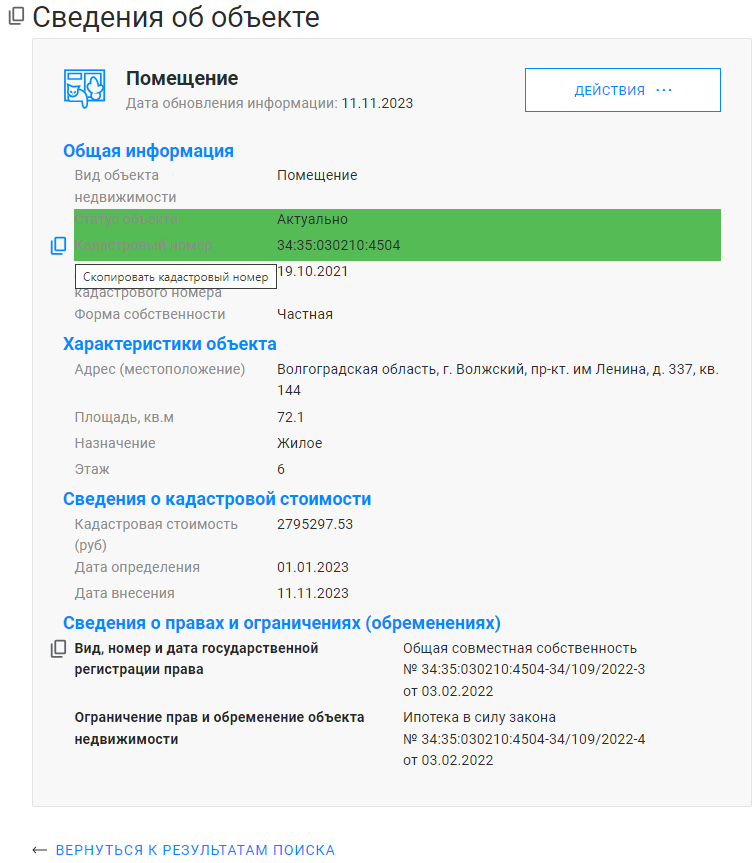 Сведения об объекте
Помещение
Дата обновления информации: 11.11.2023
ДЕЙСТВИЯ ...
Общая информация
Вид объекта недвижимости Помещение
Статус объекта Актуально
Кадастровый номер 34:35:030210:4504
Скопировать кадастровый номер 19.10.2021
кадастрового номера
Форма собственности Частная
Характеристики объекта
Адрес (местоположение) Волгоградская область, г. Волжский, пр-кт. им Ленина, д. 337, кв.
144
Площадь, кв.м 72.1
Назначение Жилое
Этаж 6
Сведения о кадастровой стоимости
Кадастровая стоимость (руб) 2795297.53
Дата определения 01.01.2023
Дата внесения 11.11.2023
Сведения о правах и ограничениях (обременениях)
Вид, номер и дата государственной Общая совместная собственность
регистрации права № 34:35:030210:4504-34/109/2022-3
от 03.02.2022
Ограничение прав и обременение объекта Ипотека в силу закона
недвижимости № 34:35:030210:4504-34/109/2022-4
от 03.02.2022
← ВЕРНУТЬСЯ К РЕЗУЛЬТАТАМ ПОИСКА